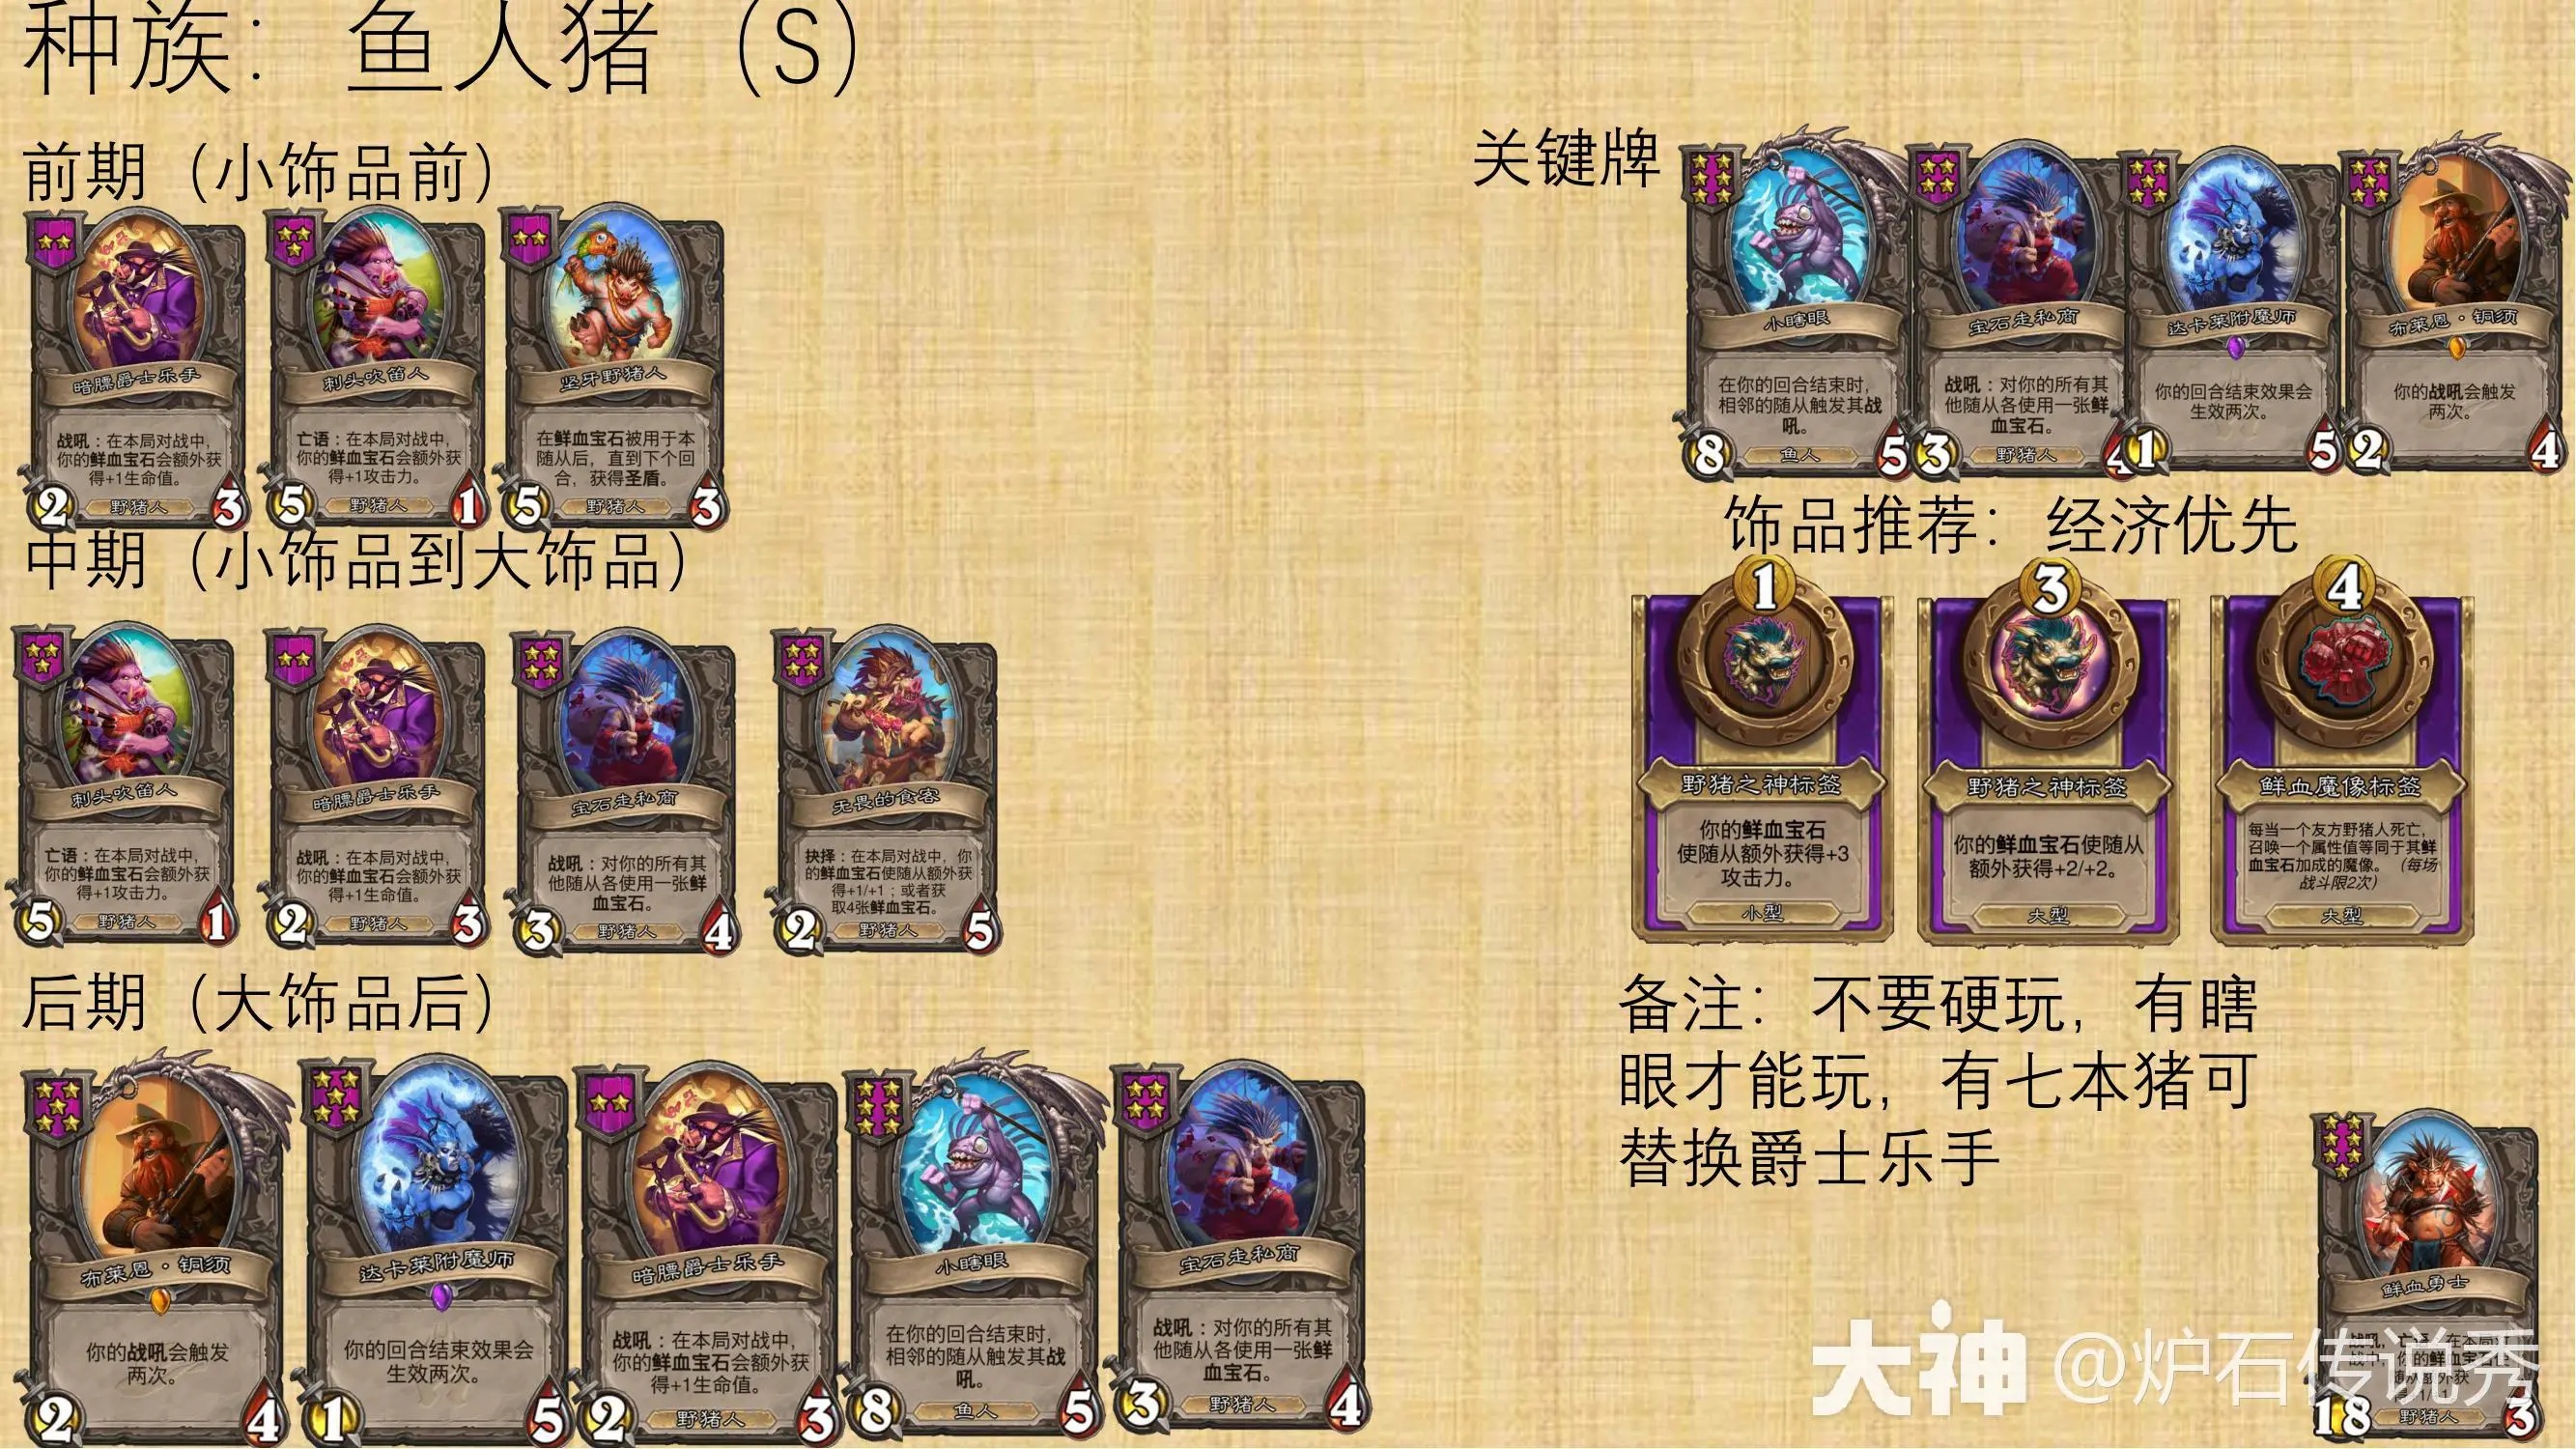 种族： 鱼人猪（S）
前期（小饰品前）
暗膘爵士乐手
战吼：在本局对战中，
你的鲜血宝石会额外获
得+1生命值。
2
野猪人
3
刺头吹笛人
亡语：在本局对战中，
你的鲜血宝石会额外获
得+1攻击力。
5
野猪人
1
坚牙野猪人
在鲜血宝石被用于本
随从后，直到下个回
合，获得圣盾。
5
野猪人
3
中期（小饰品到大饰品）
刺头吹笛人
亡语：在本局对战中，
你的鲜血宝石会额外获
得+1攻击力。
5
野猪人
1
暗膘爵士乐手
战吼：在本局对战中，
你的鲜血宝石会额外获
得+1生命值。
2
野猪人
3
宝石走私商
战吼：对你的所有其
他随从各使用一张鲜
血宝石。
3
野猪人
4
无畏的食客
抉择：在本局对战中，你
的鲜血宝石使随从额外获
得+1/+1；或者获
取4张鲜血宝石。
2
野猪人
5
后期（大饰品后）
布莱恩·铜须
你的战吼会触发
两次。
2
4
达卡莱附魔师
你的回合结束效果会
生效两次。
1
5
暗膘爵士乐手
战吼：在本局对战中，
你的鲜血宝石会额外获
得+1生命值。
2
野猪人
3
小瞎眼
在你的回合结束时，
相邻的随从触发其战
吼。
8
鱼人
5
宝石走私商
战吼：对你的所有其
他随从各使用一张鲜
血宝石。
3
野猪人
4
关键牌
小瞎眼
在你的回合结束时，
相邻的随从触发其战
吼。
8
鱼人
5
宝石走私商
战吼：对你的所有其
他随从各使用一张鲜
血宝石。
3
野猪人
4
达卡莱附魔师
你的回合结束效果会
生效两次。
1
5
布莱恩·铜须
你的战吼会触发
两次。
2
4
饰品推荐：经济优先
1
野猪之神标签
你的鲜血宝石
使随从额外获得+3
攻击力。
小型
3
野猪之神标签
你的鲜血宝石使随从
额外获得+2/+2。
大型
4
鲜血魔像标签
每当一个友方野猪人死亡，
召唤一个属性值等同于其鲜
血宝石加成的魔像。（每场
战斗限2次）
大型
备注：不要硬玩，有瞎
眼才能玩，有七本猪可
替换爵士乐手
鲜血勇士
18
野猪人
3
大神 @炉石传说秀